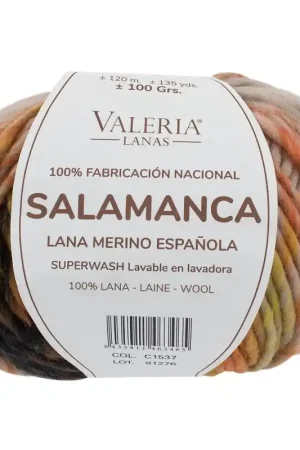 ± 120 m. ± 135 yds.
± 100 Grs.
VALERIA®
LANAS
100% FABRICACIÓN NACIONAL
SALAMANCA
LANA MERINO ESPAÑOLA
SUPERWASH Lavable en lavadora
100% LANA - LAINE - WOOL
COL. C1537
LOT. 81276